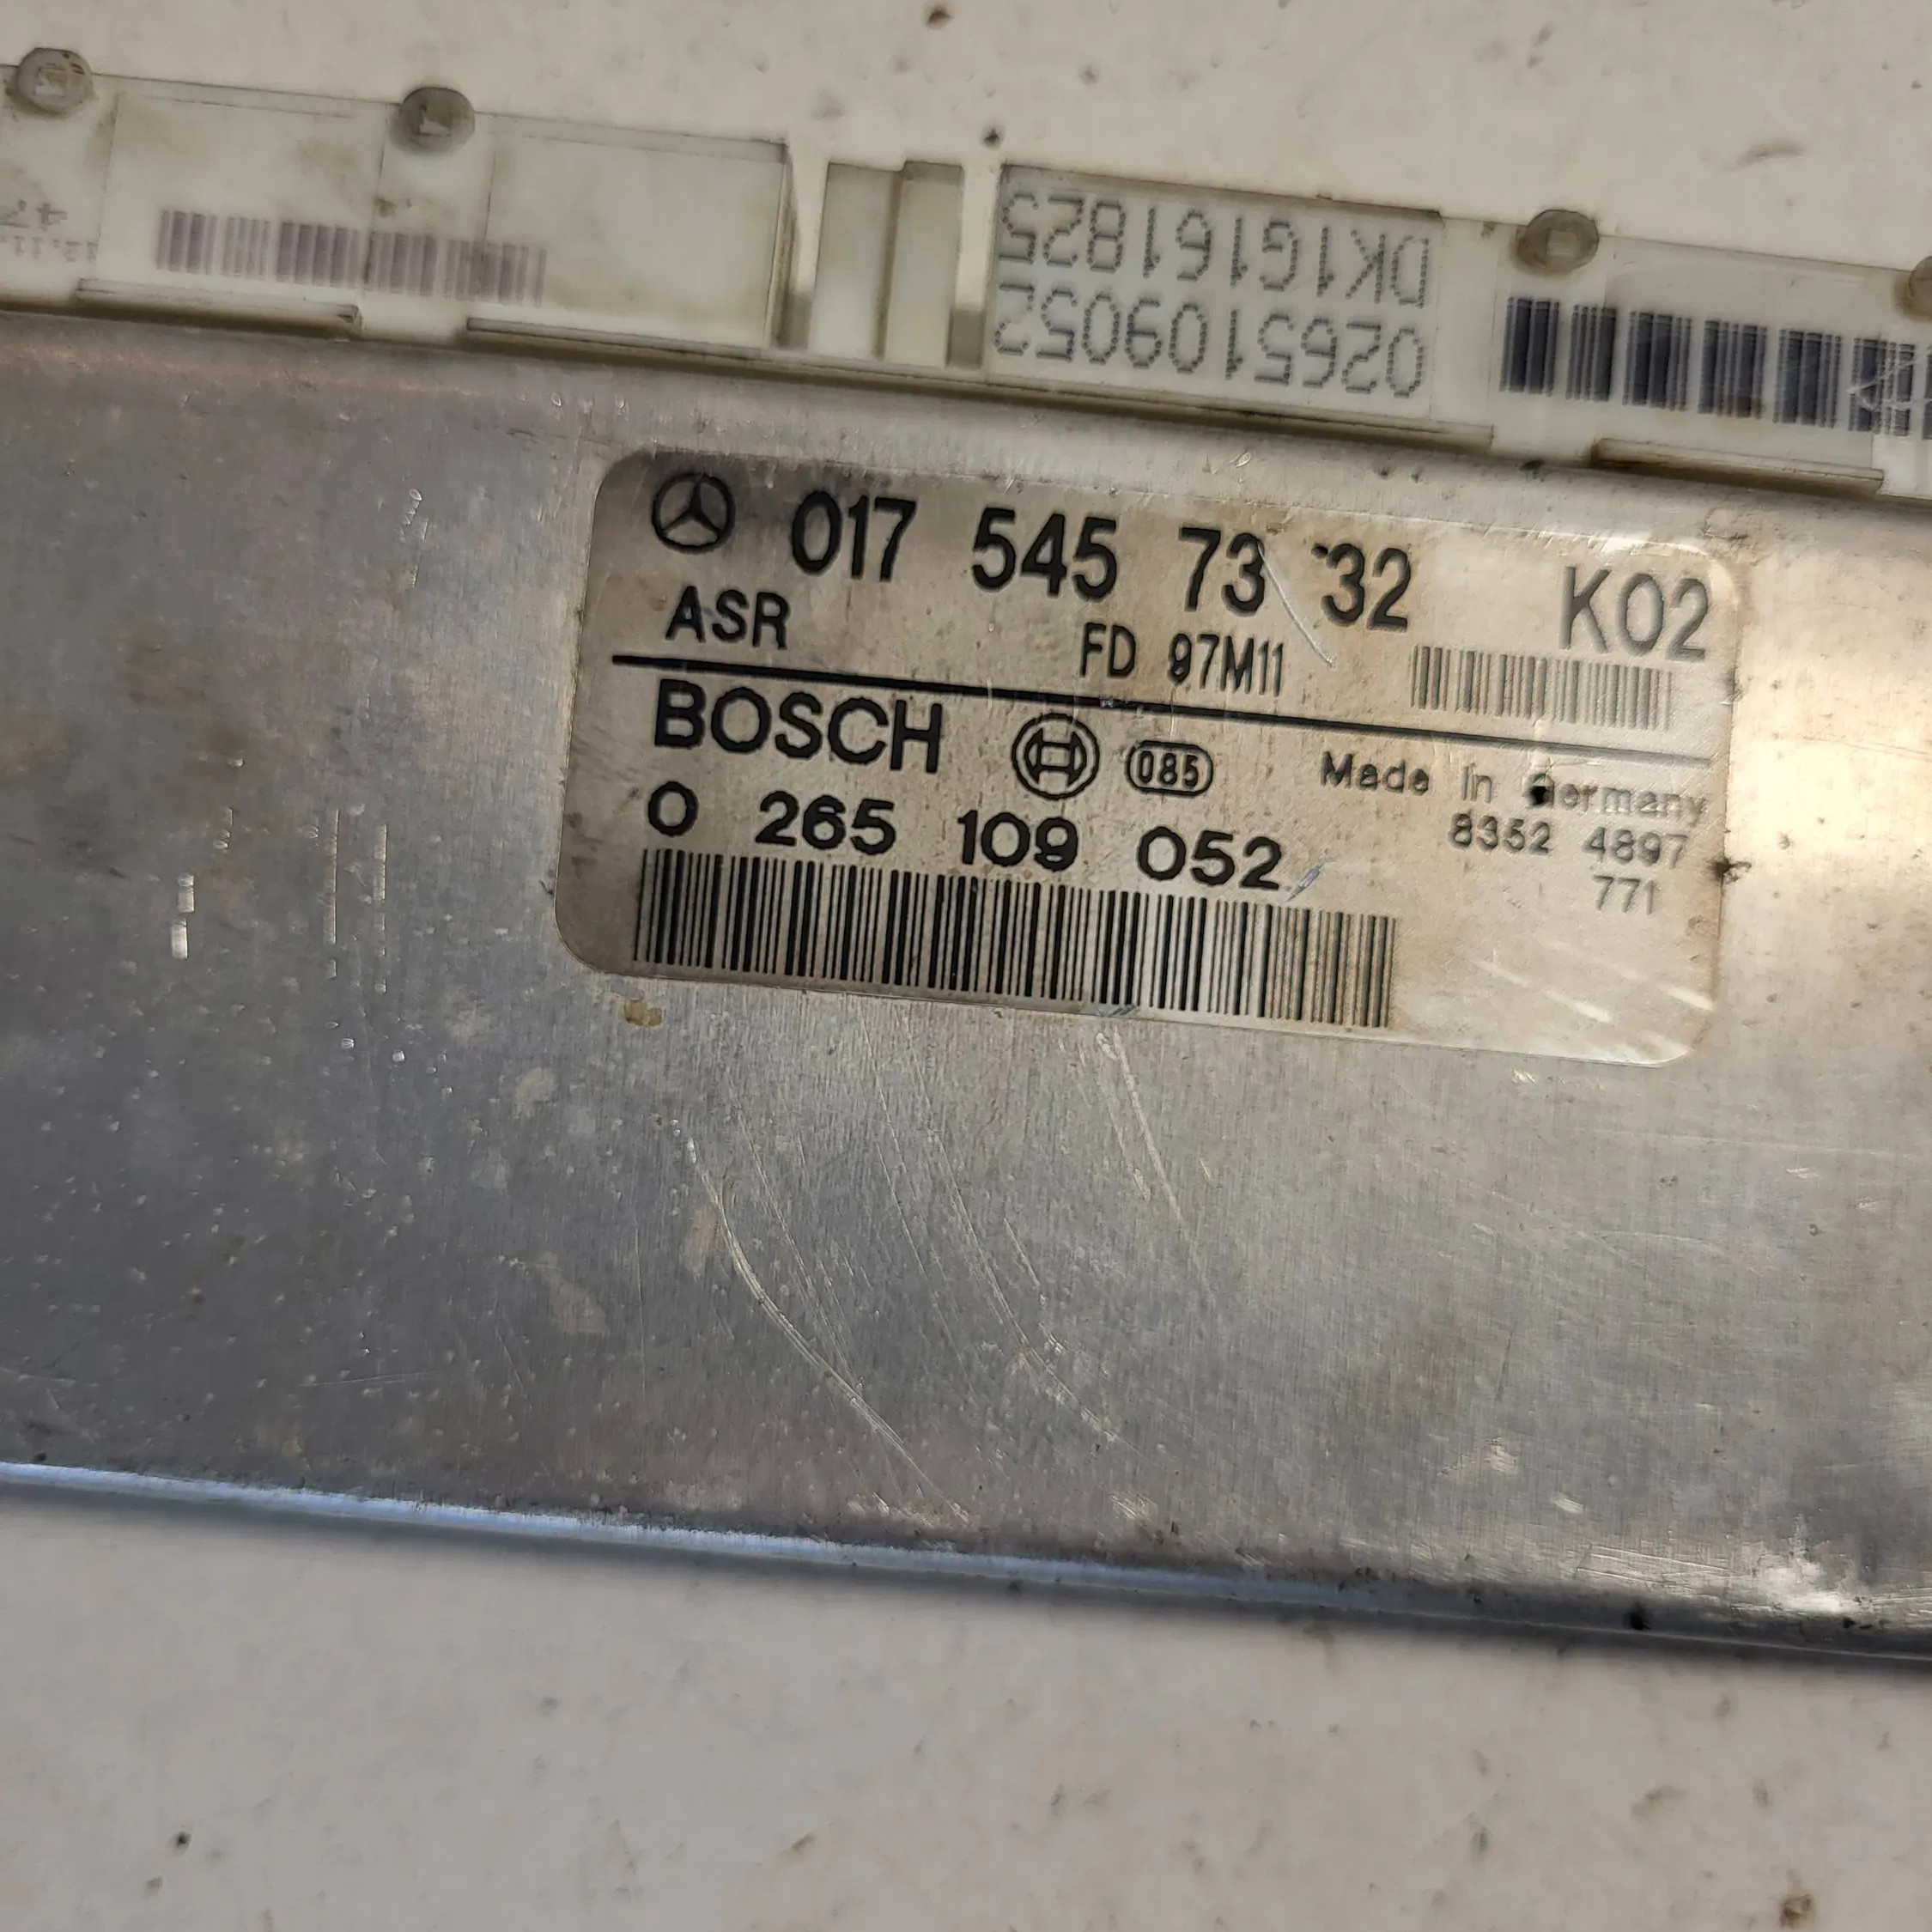 DK1G161825
0265109052
017 545 73 32 K02
ASR FD 97M11
BOSCH 085 Made in Germany
0 265 109 052 8352 4897
771